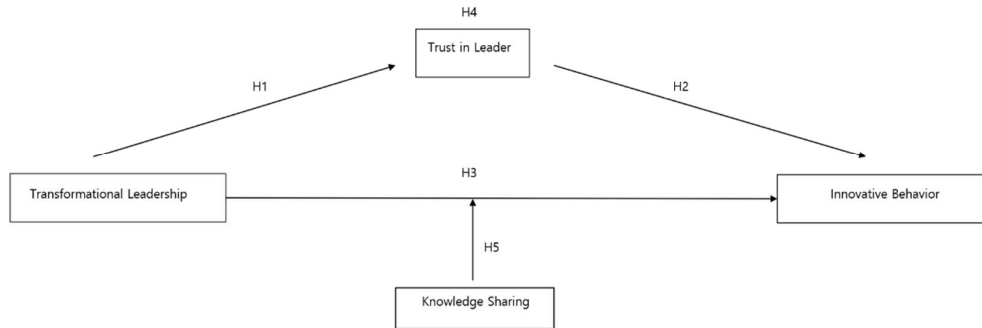 H4
Trust in Leader
H1
H2
H3
Transformational Leadership
Innovative Behavior
H5
Knowledge Sharing